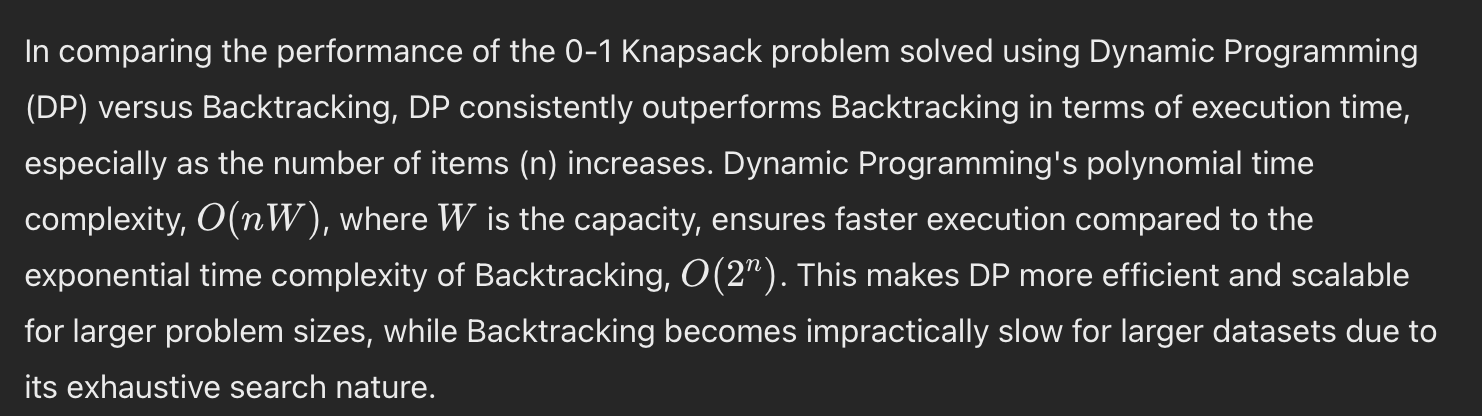 In comparing the performance of the 0-1 Knapsack problem solved using Dynamic Programming
(DP) versus Backtracking, DP consistently outperforms Backtracking in terms of execution time,
especially as the number of items (n) increases. Dynamic Programming's polynomial time
complexity, O(nW), where W is the capacity, ensures faster execution compared to the
exponential time complexity of Backtracking, O(2ⁿ). This makes DP more efficient and scalable
for larger problem sizes, while Backtracking becomes impractically slow for larger datasets due to
its exhaustive search nature.